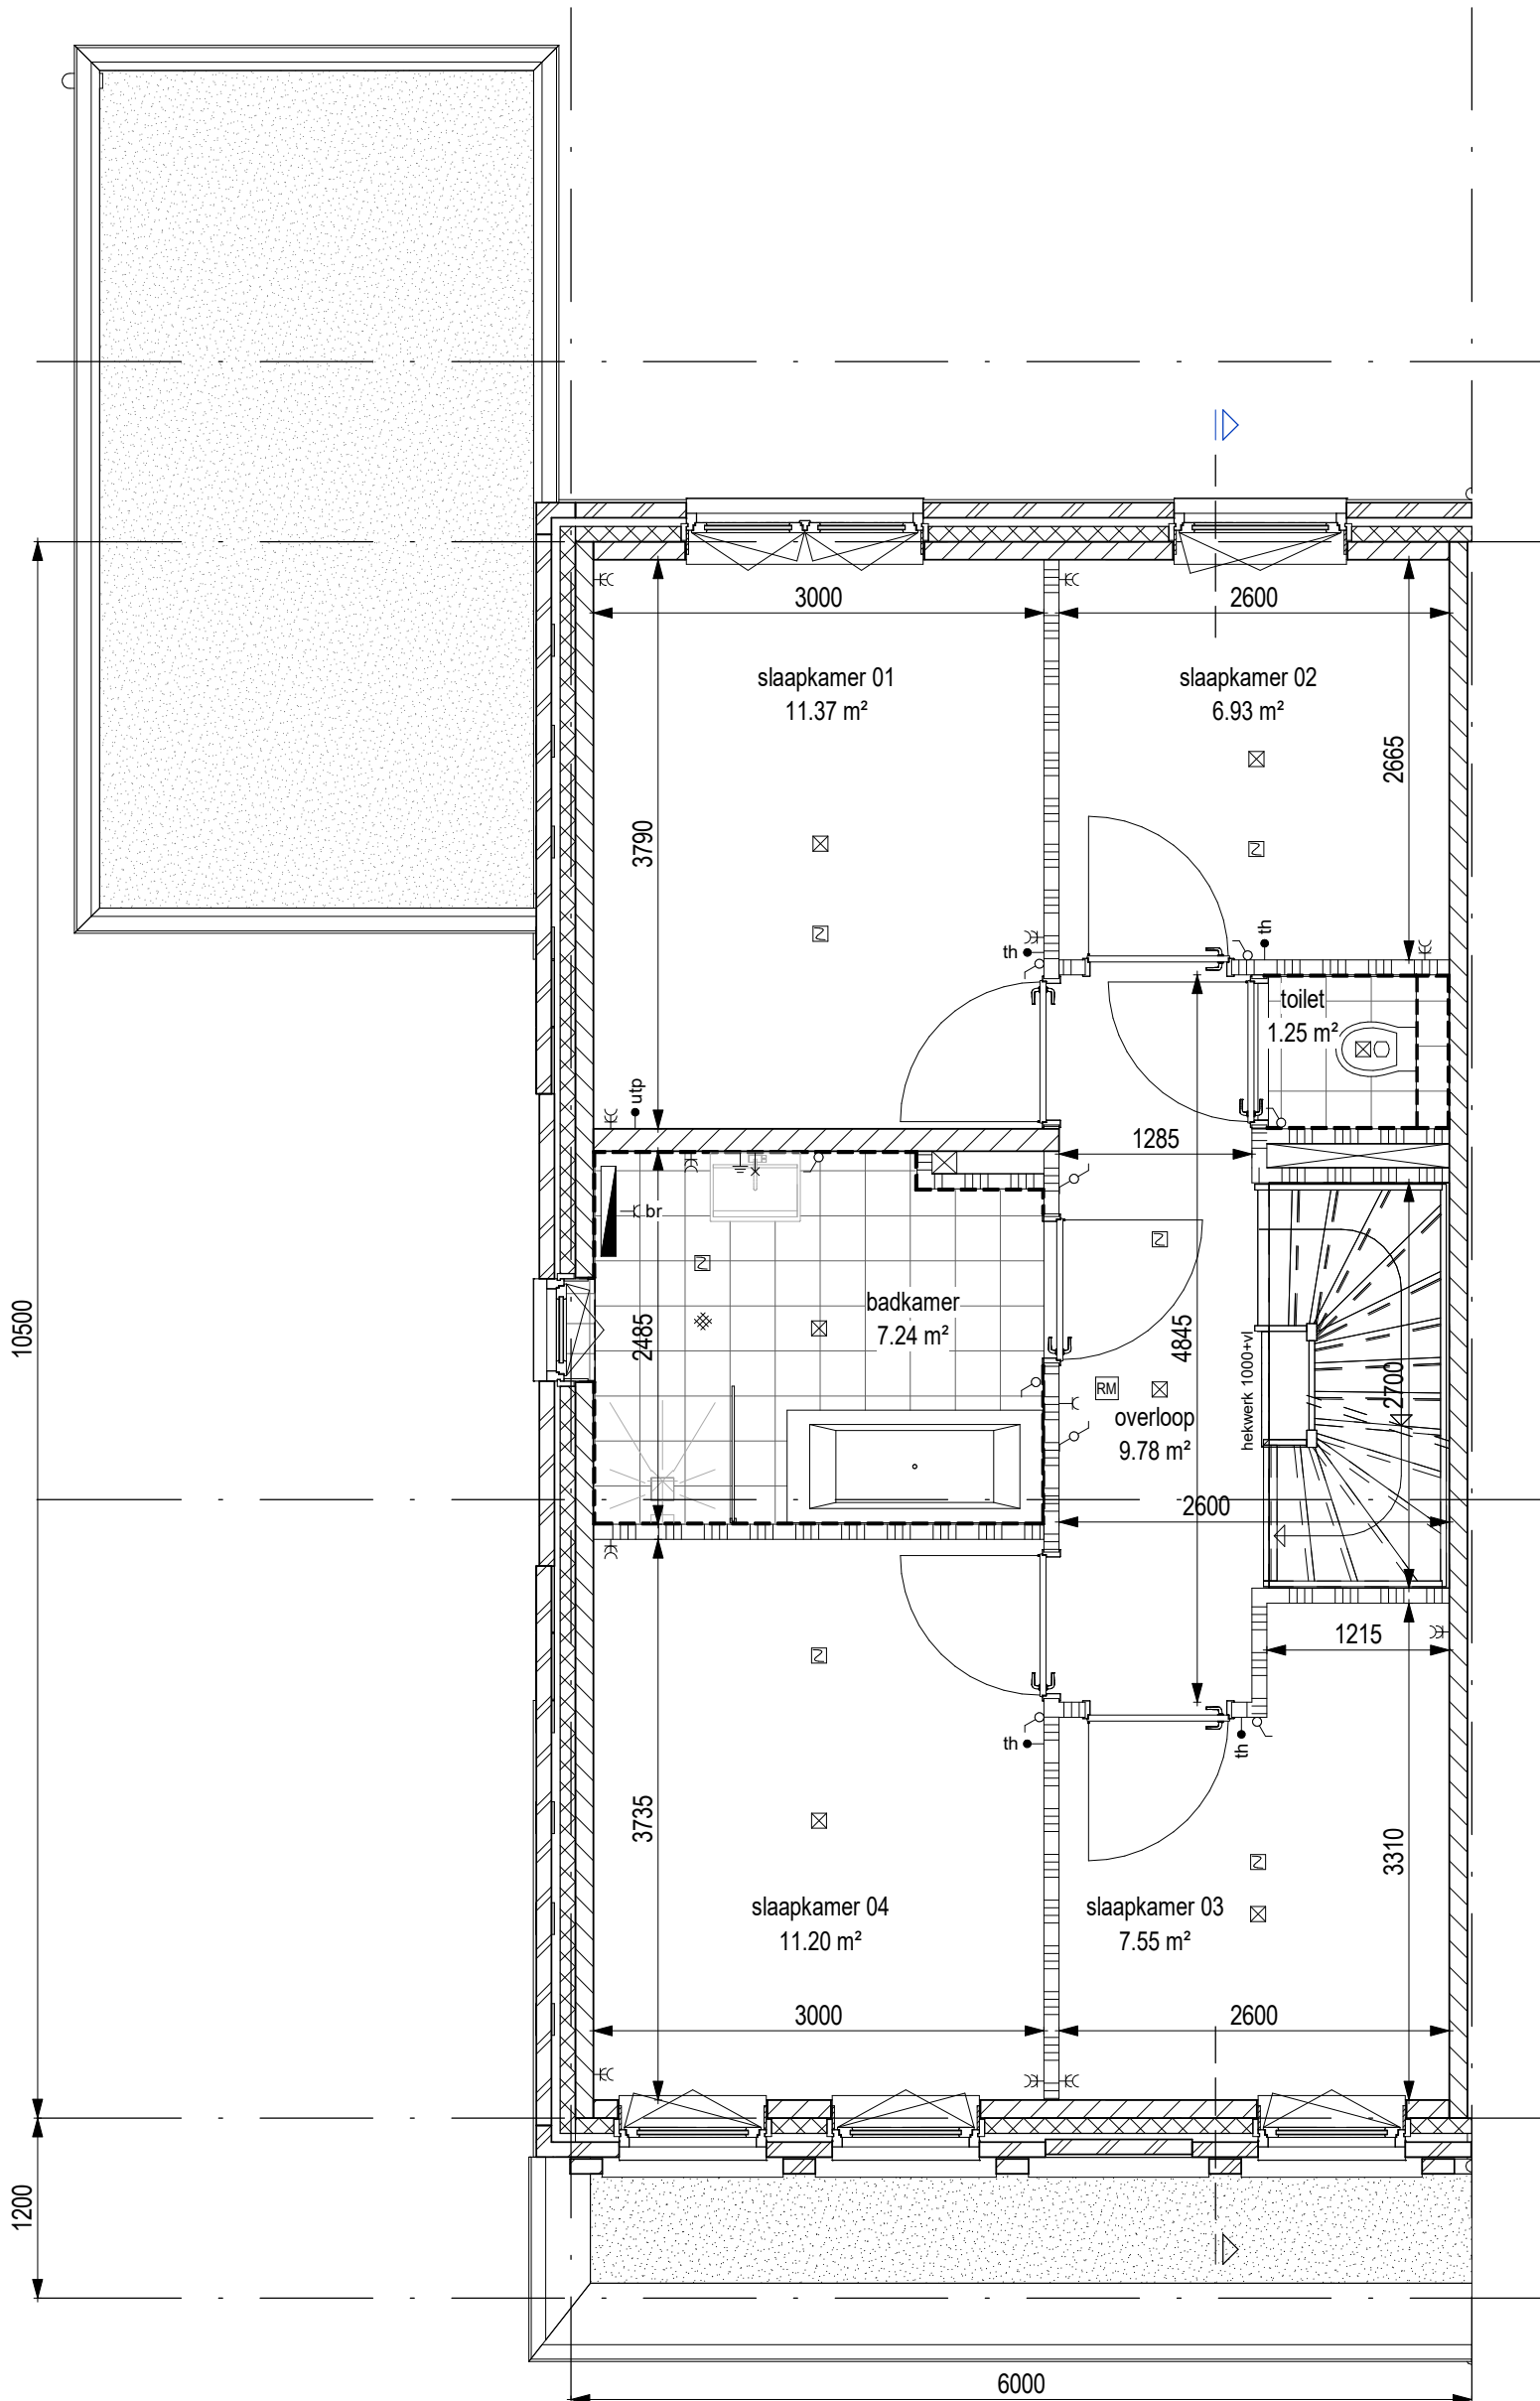 3000
2600
slaapkamer 01
11.37 m²
slaapkamer 02
6.93 m²
2665
3790
th
th
toilet
1.25 m²
utp
1285
br
badkamer
7.24 m²
2485
10500
4845
hekwerk 1000+vl
2700
RM
overloop
9.78 m²
2600
1215
th
th
3735
3310
slaapkamer 04
11.20 m²
slaapkamer 03
7.55 m²
3000
2600
1200
6000